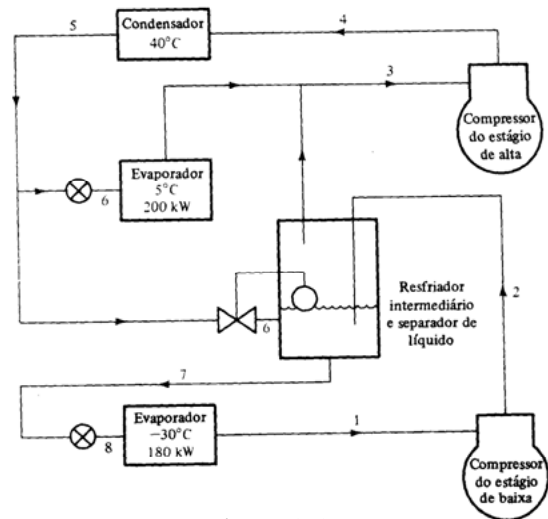 5
Condensador
40°C
4
3
Compressor
do estágio
de alta
Evaporador
5°C
200 kW
6
Resfriador
intermediário
e separador de
líquido
6
2
7
Evaporador
−30°C
180 kW
8
1
Compressor
do estágio
de baixa